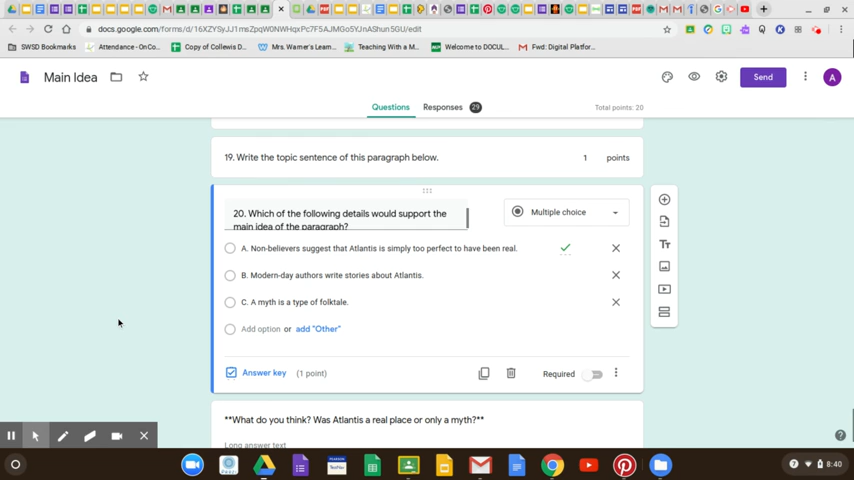 docs.google.com/forms/d/16XZYSyJJ1msZpqW0NWHqxPc7F5AJMGo5YJnAShun5GU/edit
SWSD Bookmarks
Attendance - OnCo...
Copy of Collewis D...
Mrs. Warner's Learn...
Teaching With a M...
Welcome to DOCUL...
Fwd: Digital Platfor...
Main Idea
Send
A
Questions
Responses 29
Total points: 20
19. Write the topic sentence of this paragraph below.
1 points
20. Which of the following details would support the
main idea of the paragraph?
Multiple choice
A. Non-believers suggest that Atlantis is simply too perfect to have been real.
B. Modern-day authors write stories about Atlantis.
C. A myth is a type of folktale.
Add option or add "Other"
Answer key (1 point)
Required
**What do you think? Was Atlantis a real place or only a myth?**
Long answer text
8:40